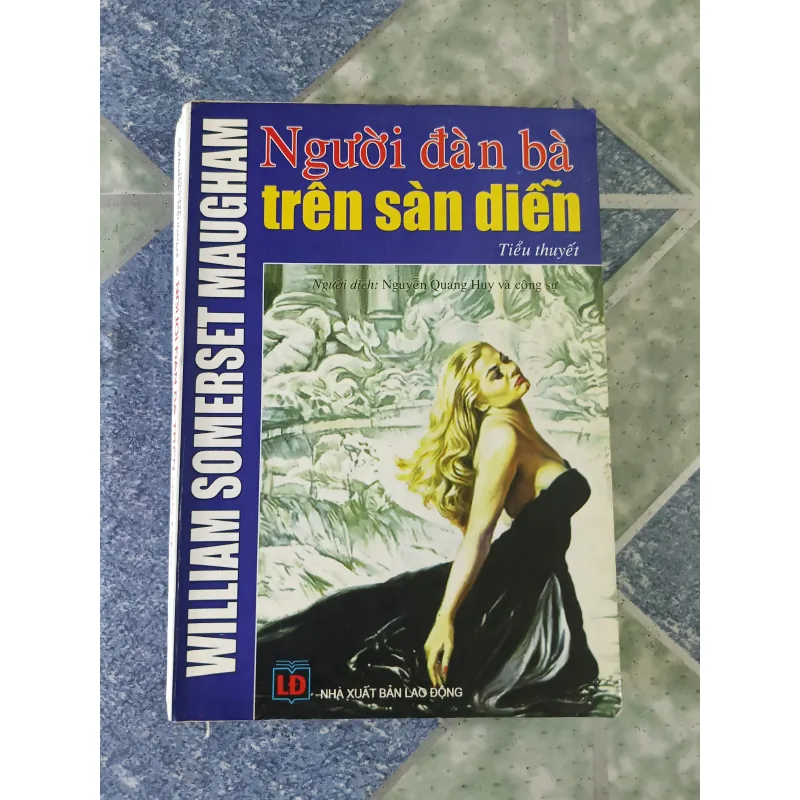 WILLIAM SOMERSET MAUGHAM
Người đàn bà
trên sàn diễn
Tiểu thuyết
Người dịch: Nguyễn Quang Huy và cộng sự
LĐ
NHÀ XUẤT BẢN LAO ĐỘNG